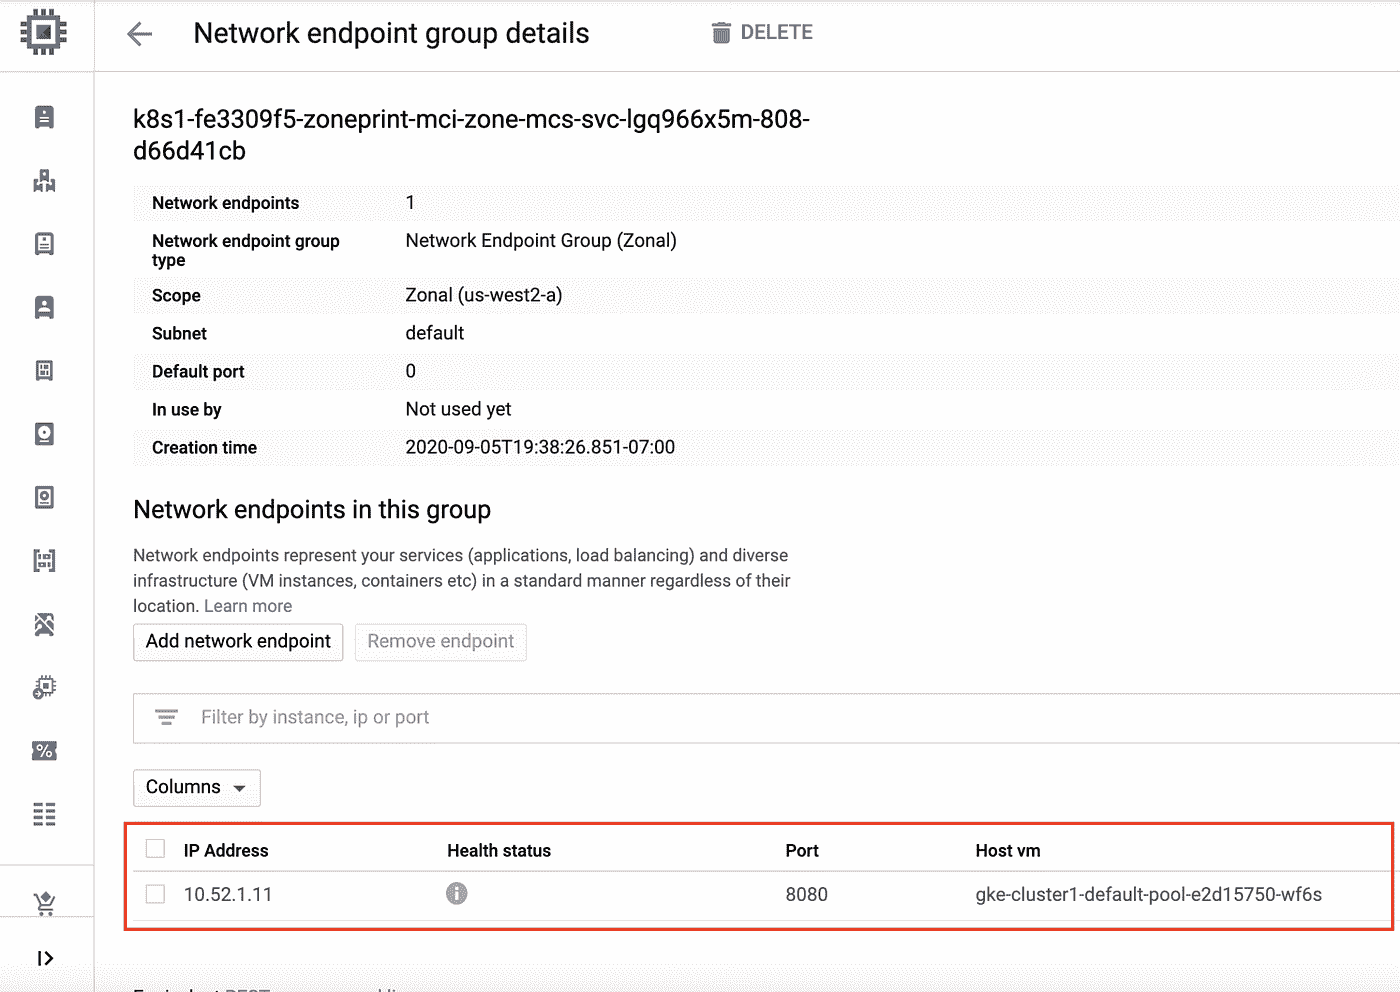 Network endpoint group details
DELETE
k8s1-fe3309f5-zoneprint-mci-zone-mcs-svc-lgq966x5m-808-
d66d41cb
Network endpoints 1
Network endpoint group Network Endpoint Group (Zonal)
type
Scope Zonal (us-west2-a)
Subnet default
Default port 0
In use by Not used yet
Creation time 2020-09-05T19:38:26.851-07:00
Network endpoints in this group
Network endpoints represent your services (applications, load balancing) and diverse
infrastructure (VM instances, containers etc) in a standard manner regardless of their
location. Learn more
Add network endpoint Remove endpoint
Filter by instance, ip or port
Columns
IP Address Health status Port Host vm
10.52.1.11 8080 gke-cluster1-default-pool-e2d15750-wf6s